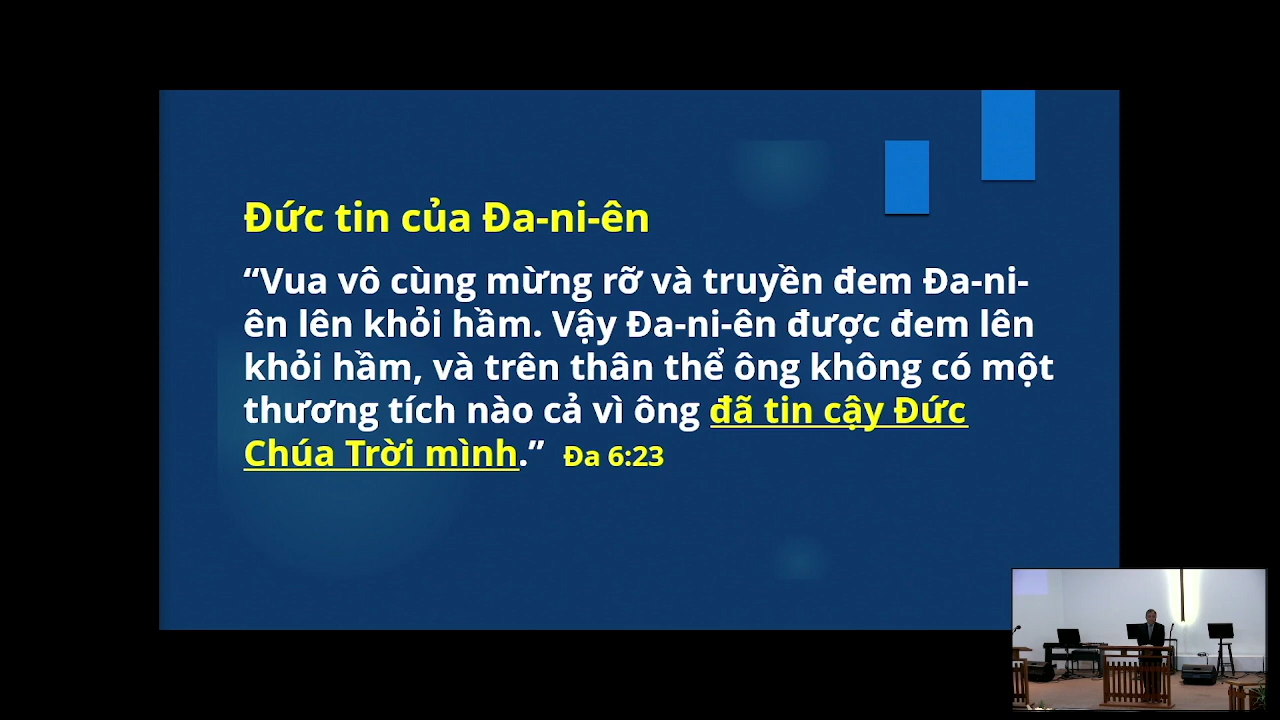 Đức tin của Đa-ni-ên
“Vua vô cùng mừng rỡ và truyền đem Đa-ni-
ên lên khỏi hầm. Vậy Đa-ni-ên được đem lên
khỏi hầm, và trên thân thể ông không có một
thương tích nào cả vì ông đã tin cậy Đức
Chúa Trời mình.” Đa 6:23